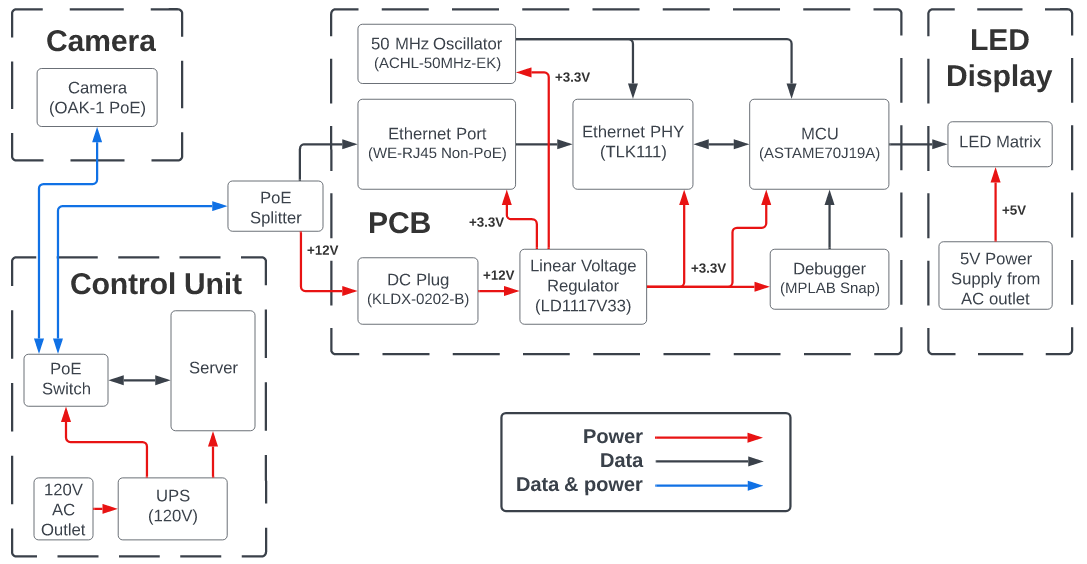 Camera
Camera
(OAK-1 PoE)
PoE
Splitter
+12V
Control Unit
PoE
Switch
Server
120V
AC
Outlet
UPS
(120V)
50 MHz Oscillator
(ACHL-50MHz-EK)
+3.3V
Ethernet Port
(WE-RJ45 Non-PoE)
Ethernet PHY
(TLK111)
MCU
(ASTAME70J19A)
PCB
+3.3V
DC Plug
(KLDX-0202-B)
+12V
Linear Voltage
Regulator
(LD1117V33)
+3.3V
Debugger
(MPLAB Snap)
LED
Display
LED Matrix
+5V
5V Power
Supply from
AC outlet
Power
Data
Data & power